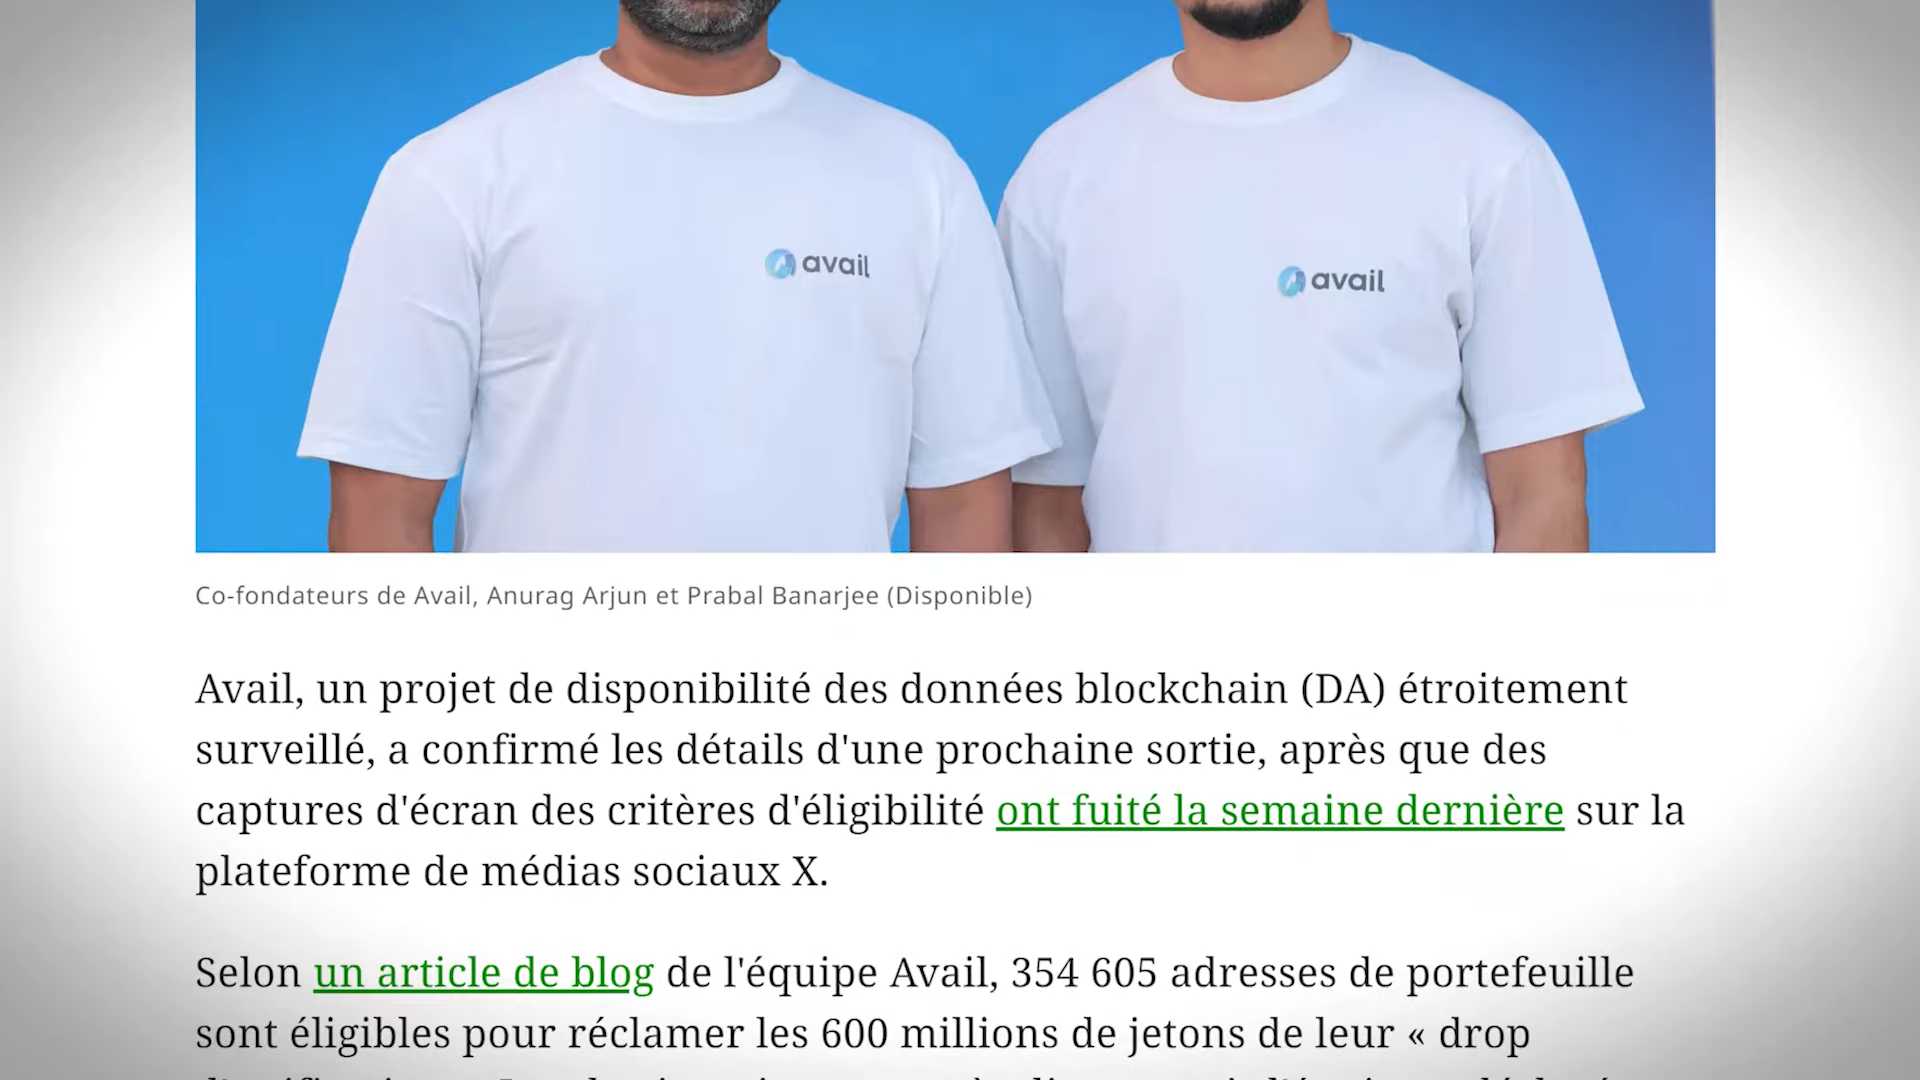 avail
avail
Co-fondateurs de Avail, Anurag Arjun et Prabal Banarjee (Disponible)
Avail, un projet de disponibilité des données blockchain (DA) étroitement
surveillé, a confirmé les détails d'une prochaine sortie, après que des
captures d'écran des critères d'éligibilité ont fuité la semaine dernière sur la
plateforme de médias sociaux X.
Selon un article de blog de l'équipe Avail, 354 605 adresses de portefeuille
sont éligibles pour réclamer les 600 millions de jetons de leur « drop